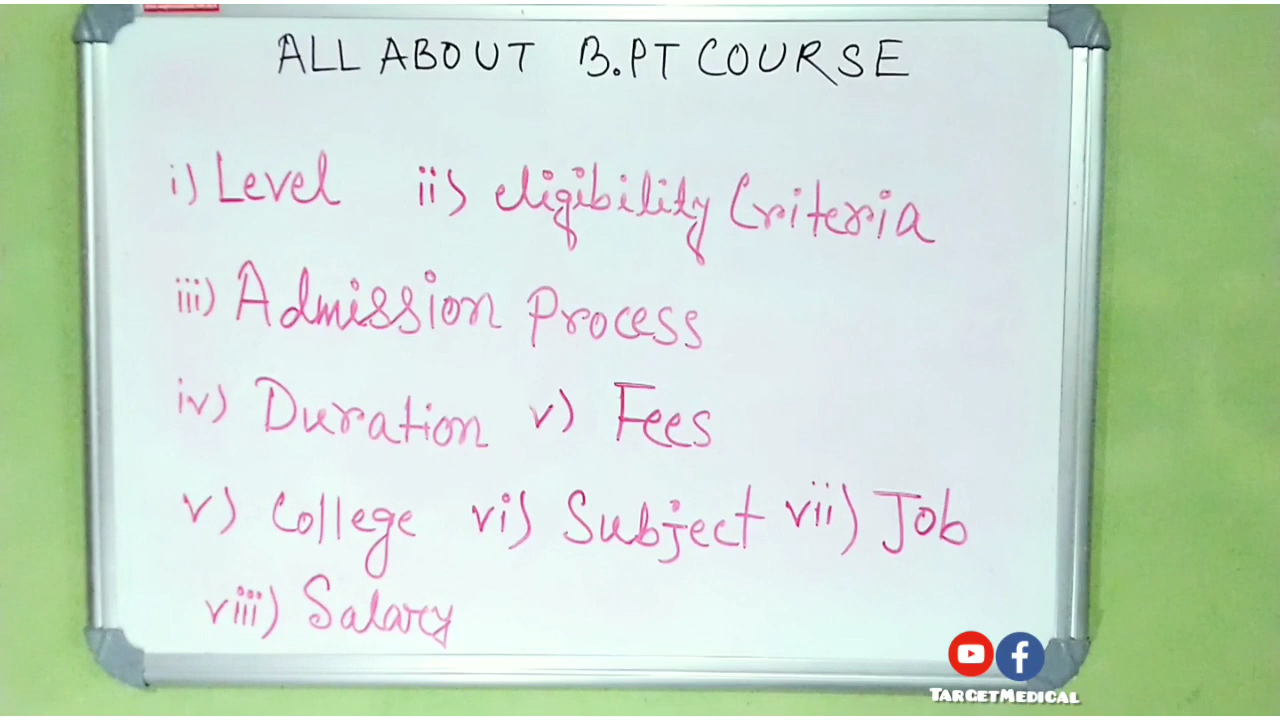 ALL ABOUT B.PT COURSE
i) Level ii) eligibility Criteria
iii) Admission Process
iv) Duration v) Fees
v) College vi) Subject vii) Job
viii) Salary
TARGETMEDICAL